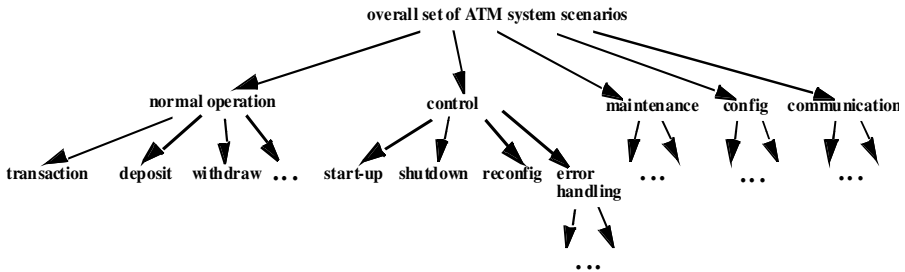 overall set of ATM system scenarios
normal operation control maintenance config communication
transaction deposit withdraw ... start-up shutdown reconfig error handling ... ... ...
...